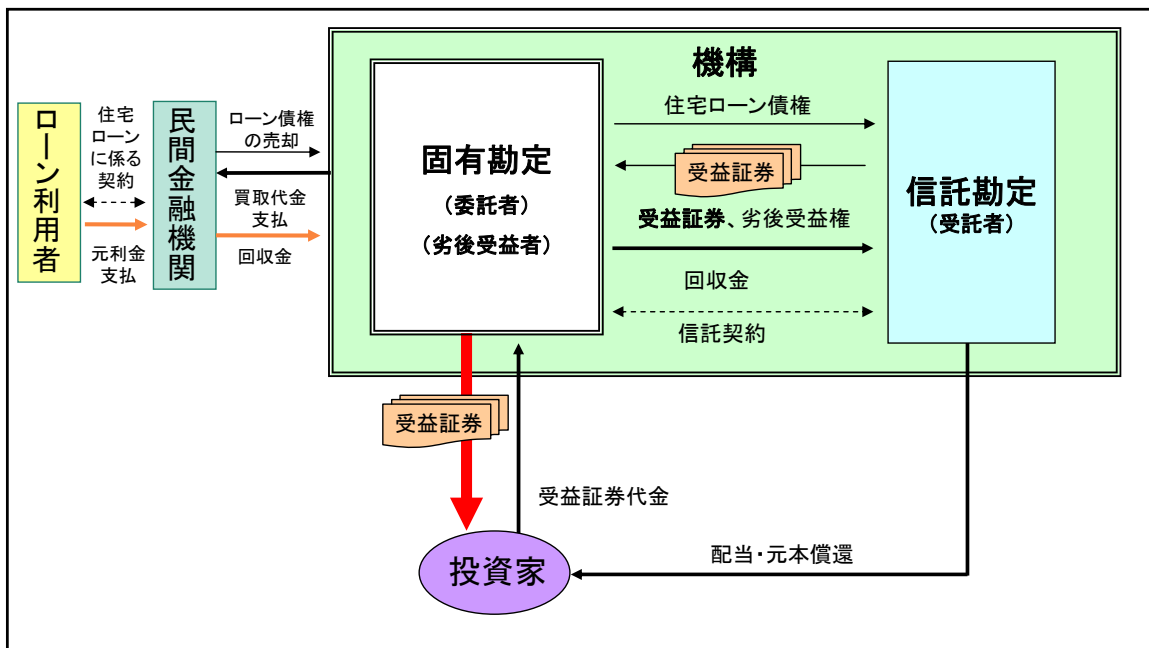 機構
ローン利用者
住宅
ローン
に係る
契約
元利金
支払
民間金融機関
ローン債権
の売却
買取代金
支払
回収金
固有勘定
(委託者)
(劣後受益者)
住宅ローン債権
受益証券
受益証券、劣後受益権
回収金
信託契約
信託勘定
(受託者)
受益証券
受益証券代金
投資家
配当・元本償還